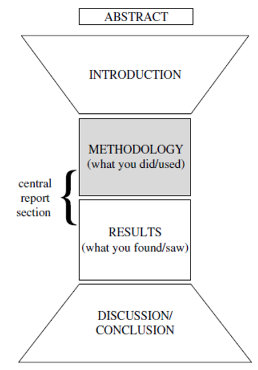 ABSTRACT
INTRODUCTION
METHODOLOGY
(what you did/used)
central
report
section
RESULTS
(what you found/saw)
DISCUSSION/
CONCLUSION